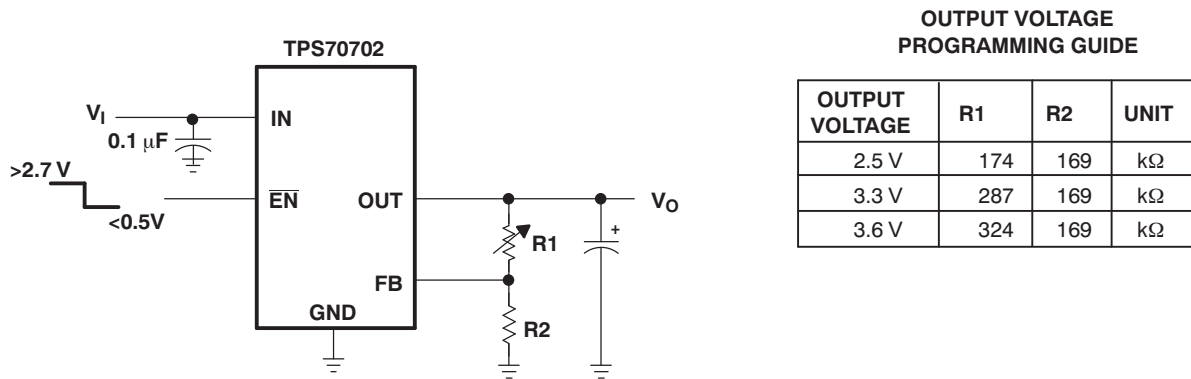 TPS70702
V_I
0.1 μF
>2.7 V
<0.5V
IN
EN
OUT
V_O
R1
FB
+
GND
R2
OUTPUT VOLTAGE
PROGRAMMING GUIDE
OUTPUT VOLTAGE R1 R2 UNIT
2.5 V 174 169 kΩ
3.3 V 287 169 kΩ
3.6 V 324 169 kΩ